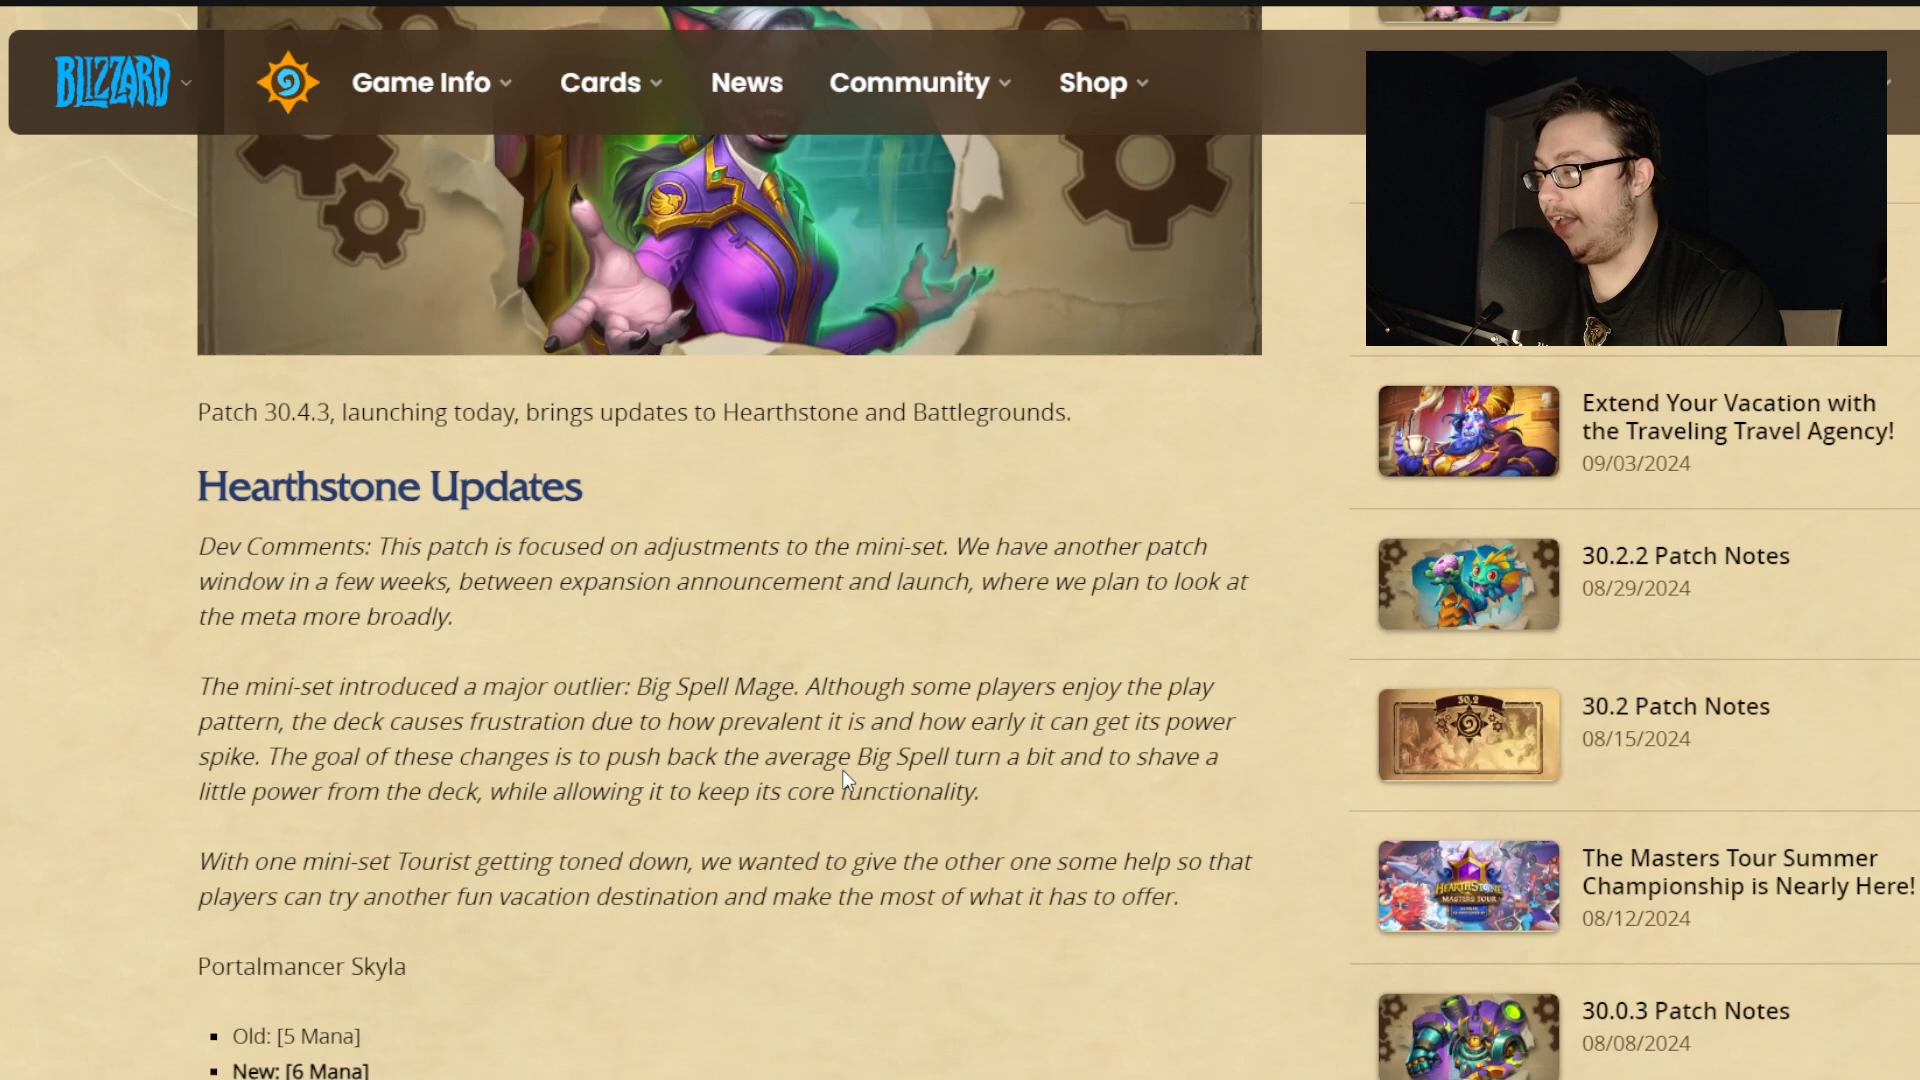 BLIZZARD
Game Info
Cards
News
Community
Shop
Patch 30.4.3, launching today, brings updates to Hearthstone and Battlegrounds.
Hearthstone Updates
Dev Comments: This patch is focused on adjustments to the mini-set. We have another patch
window in a few weeks, between expansion announcement and launch, where we plan to look at
the meta more broadly.
The mini-set introduced a major outlier: Big Spell Mage. Although some players enjoy the play
pattern, the deck causes frustration due to how prevalent it is and how early it can get its power
spike. The goal of these changes is to push back the average Big Spell turn a bit and to shave a
little power from the deck, while allowing it to keep its core functionality.
With one mini-set Tourist getting toned down, we wanted to give the other one some help so that
players can try another fun vacation destination and make the most of what it has to offer.
Portalmancer Skyla
Old: [5 Mana]
New: [6 Mana]
Extend Your Vacation with
the Traveling Travel Agency!
09/03/2024
30.2.2 Patch Notes
08/29/2024
30.2
30.2 Patch Notes
08/15/2024
HEARTHSTONE
MASTERS TOUR
The Masters Tour Summer
Championship is Nearly Here!
08/12/2024
30.0.3 Patch Notes
08/08/2024